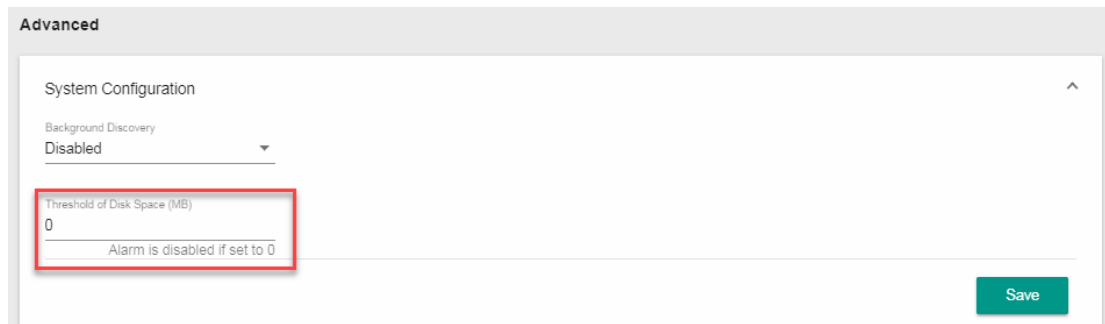 Advanced
System Configuration
Background Discovery
Disabled
Threshold of Disk Space (MB)
0
Alarm is disabled if set to 0
Save